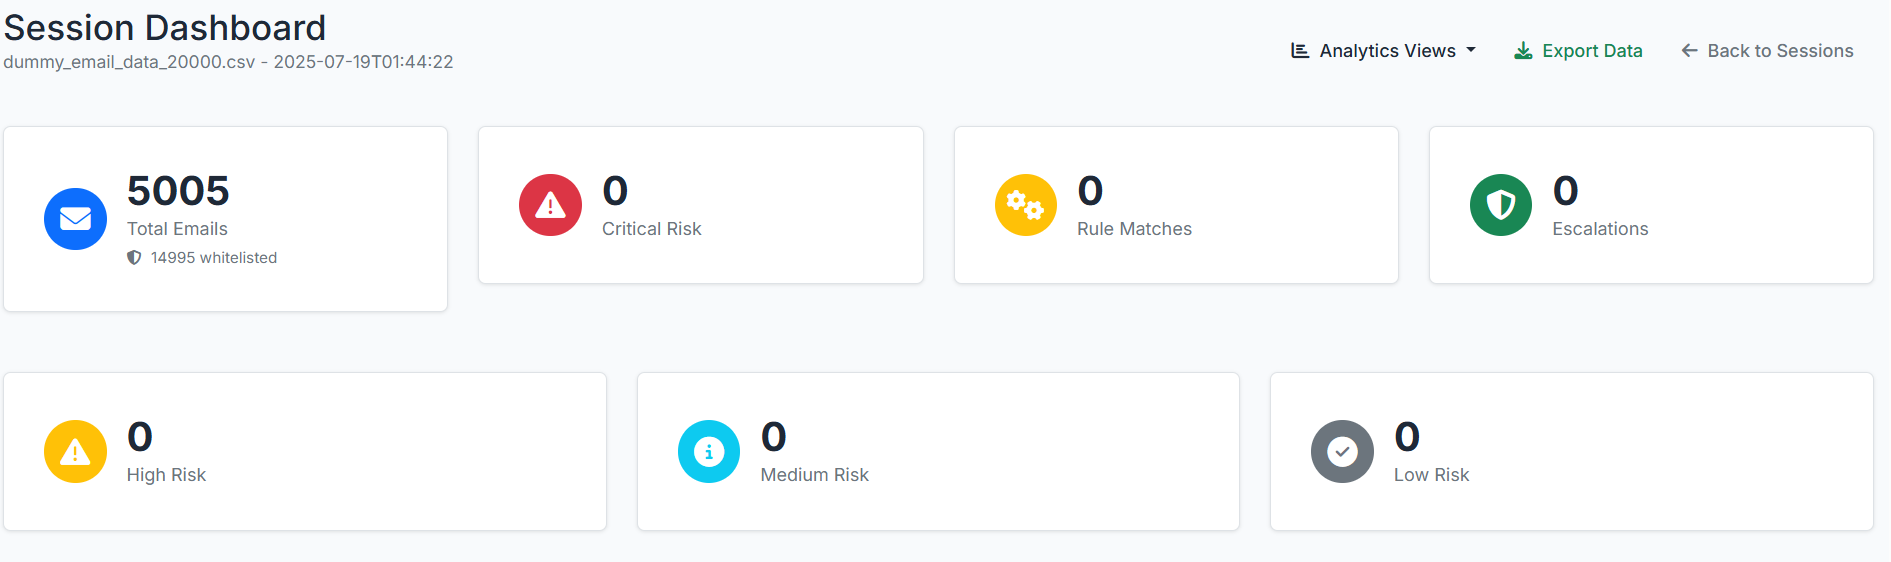 Session Dashboard
dummy_email_data_20000.csv - 2025-07-19T01:44:22
Analytics Views
Export Data
Back to Sessions
5005
Total Emails
14995 whitelisted
0
Critical Risk
0
Rule Matches
0
Escalations
0
High Risk
0
Medium Risk
0
Low Risk